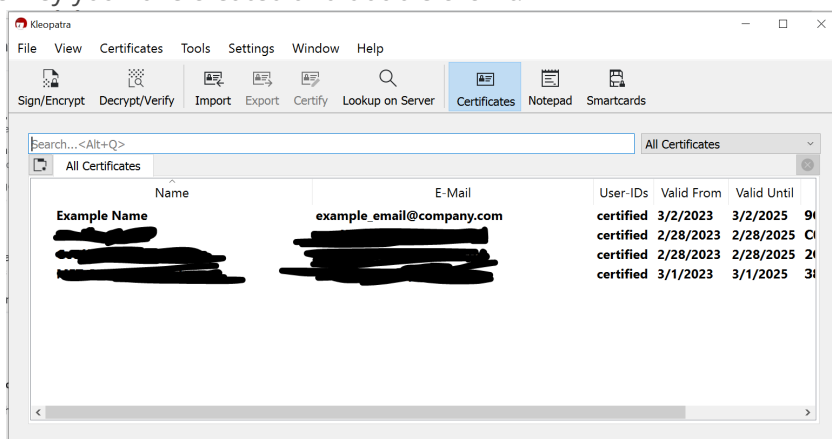 Kleopatra
File View Certificates Tools Settings Window Help
Sign/Encrypt Decrypt/Verify Import Export Certify Lookup on Server Certificates Notepad Smartcards
Search...<Alt+Q> All Certificates
All Certificates
Name E-Mail User-IDs Valid From Valid Until
Example Name example_email@company.com certified 3/2/2023 3/2/2025
certified 2/28/2023 2/28/2025
certified 2/28/2023 2/28/2025
certified 3/1/2023 3/1/2025 38